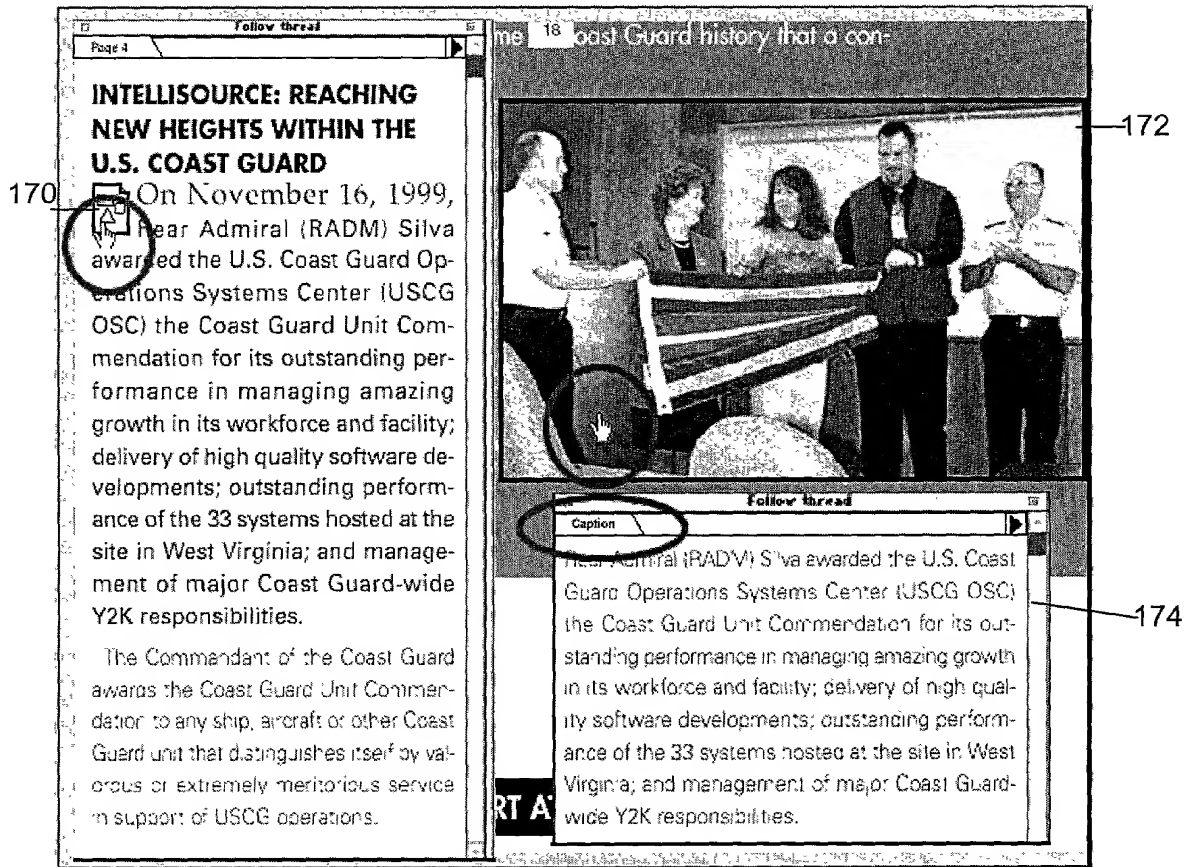 Follow thread
Page 4
INTELLISOURCE: REACHING
NEW HEIGHTS WITHIN THE
U.S. COAST GUARD
170
On November 16, 1999,
Rear Admiral (RADM) Silva
awarded the U.S. Coast Guard Op-
erations Systems Center (USCG
OSC) the Coast Guard Unit Com-
mendation for its outstanding per-
formance in managing amazing
growth in its workforce and facility;
delivery of high quality software de-
velopments; outstanding perform-
ance of the 33 systems hosted at the
site in West Virginia; and manage-
ment of major Coast Guard-wide
Y2K responsibilities.
The Commandant of the Coast Guard
awards the Coast Guard Unit Commen-
dation to any ship, aircraft or other Coast
Guard unit that distinguishes itself by val-
orous or extremely meritorious service
in support of USCG operations.
me 18 oast Guard history that a con-
172
Follow thread
Caption
Rear Admiral (RADM) Silva awarded the U.S. Coast
Guard Operations Systems Center (USCG OSC)
the Coast Guard Unit Commendation for its out-
standing performance in managing amazing growth
in its workforce and facility; delivery of high qual-
ity software developments; outstanding perform-
ance of the 33 systems hosted at the site in West
Virginia; and management of major Coast Guard-
wide Y2K responsibilities.
174
RT A